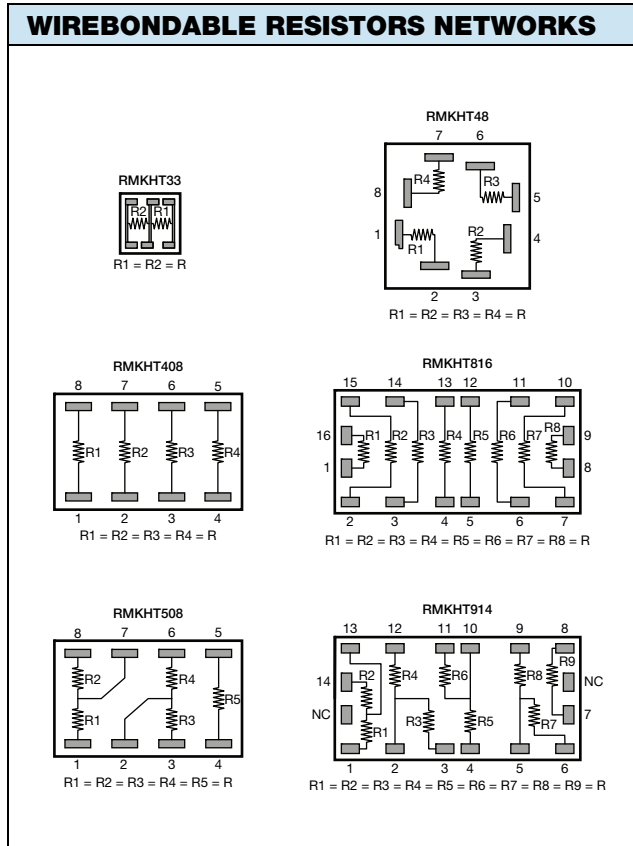 WIREBONDABLE RESISTORS NETWORKS
RMKHT33
R2 R1
R1 = R2 = R
RMKHT48
7 6
R4 R3
8 5
1 4
R1 R2
2 3
R1 = R2 = R3 = R4 = R
RMKHT408
8 7 6 5
R1 R2 R3 R4
1 2 3 4
R1 = R2 = R3 = R4 = R
RMKHT816
15 14 13 12 11 10
16 R1 R2 R3 R4 R5 R6 R7 R8 9
1 8
2 3 4 5 6 7
R1 = R2 = R3 = R4 = R5 = R6 = R7 = R8 = R
RMKHT508
8 7 6 5
R2 R4
R5
R1 R3
1 2 3 4
R1 = R2 = R3 = R4 = R5 = R
RMKHT914
13 12 11 10 9 8
14 R2 R4 R6 R8 R9 NC
NC R1 R3 R5 R7 7
1 2 3 4 5 6
R1 = R2 = R3 = R4 = R5 = R6 = R7 = R8 = R9 = R